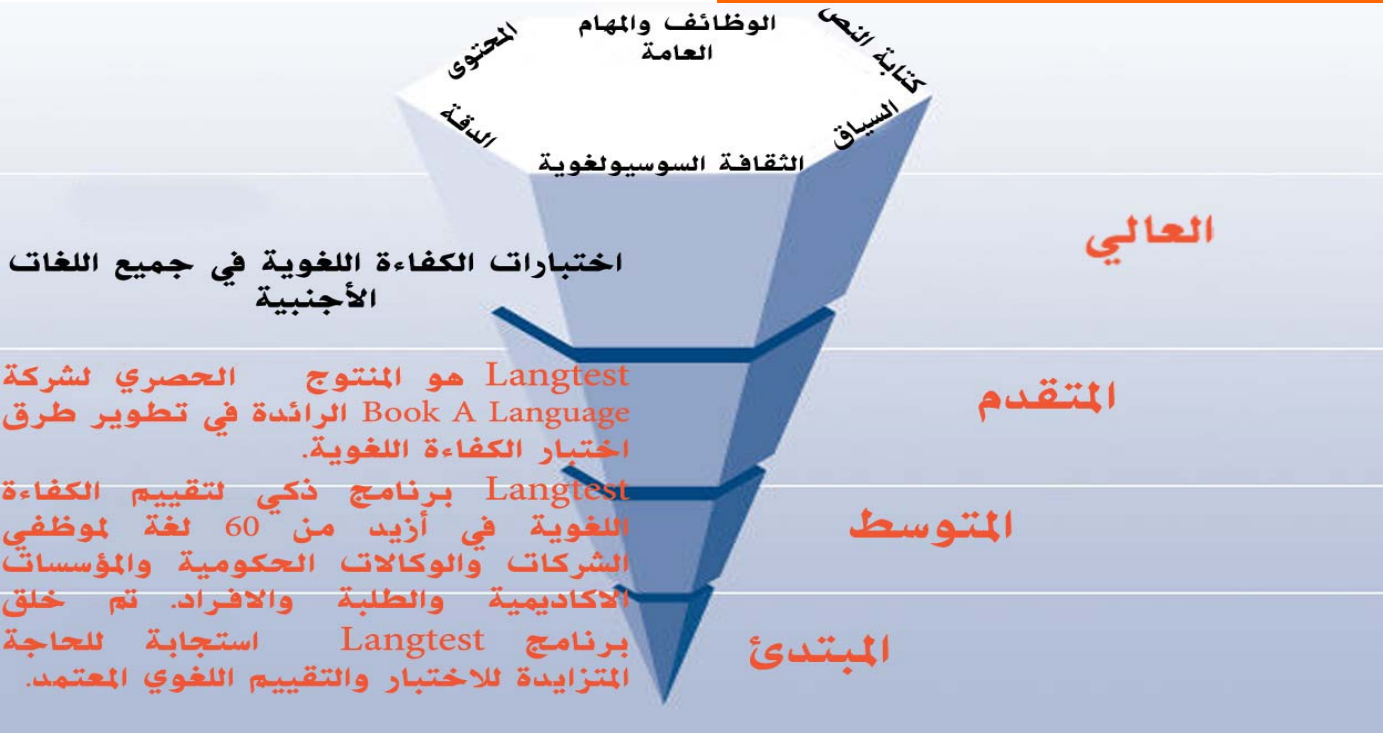 الوظائف والمهام
العامة
المحتوى
كتابة النص
الدقة
السياق
الثقافة السوسيولغوية
العالي
اختبارات الكفاءة اللغوية في جميع اللغات
الأجنبية
Langtest هو المنتوج الحصري لشركة
Book A Language الرائدة في تطوير طرق
اختبار الكفاءة اللغوية.
المتقدم
Langtest برنامج ذكي لتقييم الكفاءة
اللغوية في أزيد من 60 لغة لموظفي
الشركات والوكالات الحكومية والمؤسسات
الاكاديمية والطلبة والافراد. تم خلق
برنامج Langtest استجابة للحاجة
المتزايدة للاختبار والتقييم اللغوي المعتمد.
المتوسط
المبتدئ